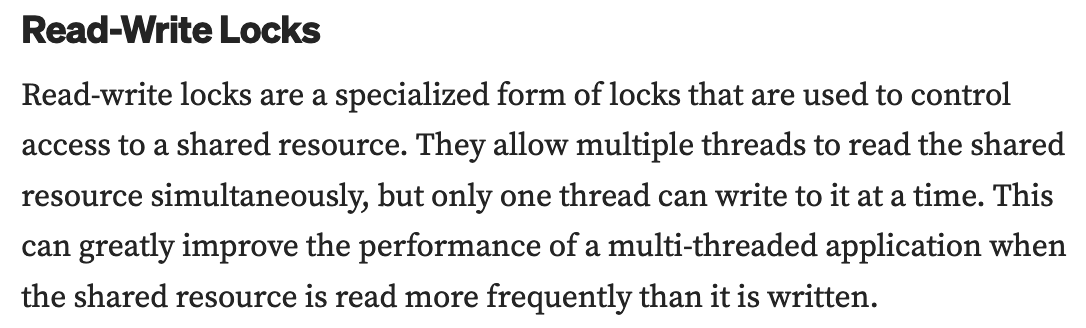 Read-Write Locks
Read-write locks are a specialized form of locks that are used to control
access to a shared resource. They allow multiple threads to read the shared
resource simultaneously, but only one thread can write to it at a time. This
can greatly improve the performance of a multi-threaded application when
the shared resource is read more frequently than it is written.